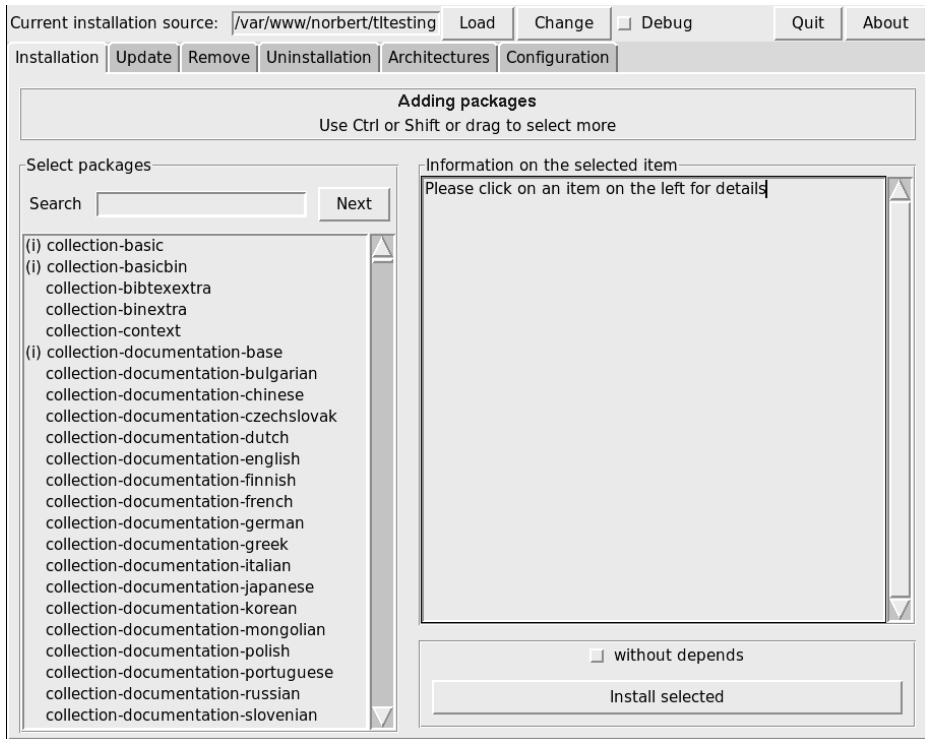 Current installation source: /var/www/norbert/tltesting Load Change Debug Quit About
Installation Update Remove Uninstallation Architectures Configuration
Adding packages
Use Ctrl or Shift or drag to select more
Select packages
Search Next
(i) collection-basic
(i) collection-basicbin
collection-bibtexextra
collection-binextra
collection-context
(i) collection-documentation-base
collection-documentation-bulgarian
collection-documentation-chinese
collection-documentation-czechslovak
collection-documentation-dutch
collection-documentation-english
collection-documentation-finnish
collection-documentation-french
collection-documentation-german
collection-documentation-greek
collection-documentation-italian
collection-documentation-japanese
collection-documentation-korean
collection-documentation-mongolian
collection-documentation-polish
collection-documentation-portuguese
collection-documentation-russian
collection-documentation-slovenian
Information on the selected item
Please click on an item on the left for details
without depends
Install selected